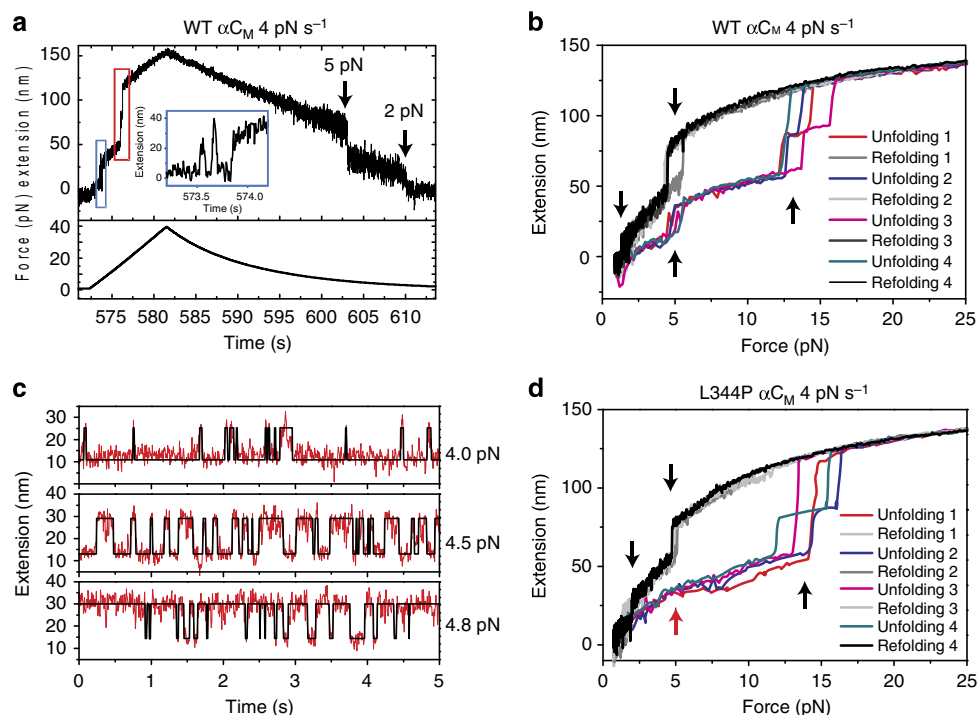 a
WT αCM 4 pN s−1
Force (pN) extension (nm)
150
100
50
0
40
20
0
575 580 585 590 595 600 605 610
Time (s)
5 pN
2 pN
Extension (nm)
40
20
0
573.5 574.0
Time (s)
b
WT αCM 4 pN s−1
Extension (nm)
150
100
50
0
0 5 10 15 20 25
Force (pN)
Unfolding 1
Refolding 1
Unfolding 2
Refolding 2
Unfolding 3
Refolding 3
Unfolding 4
Refolding 4
c
Extension (nm)
30
20
10
4.0 pN
40
30
20
10
4.5 pN
30
20
10
4.8 pN
0 1 2 3 4 5
Time (s)
d
L344P αCM 4 pN s−1
Extension (nm)
150
100
50
0
0 5 10 15 20 25
Force (pN)
Unfolding 1
Refolding 1
Unfolding 2
Refolding 2
Unfolding 3
Refolding 3
Unfolding 4
Refolding 4